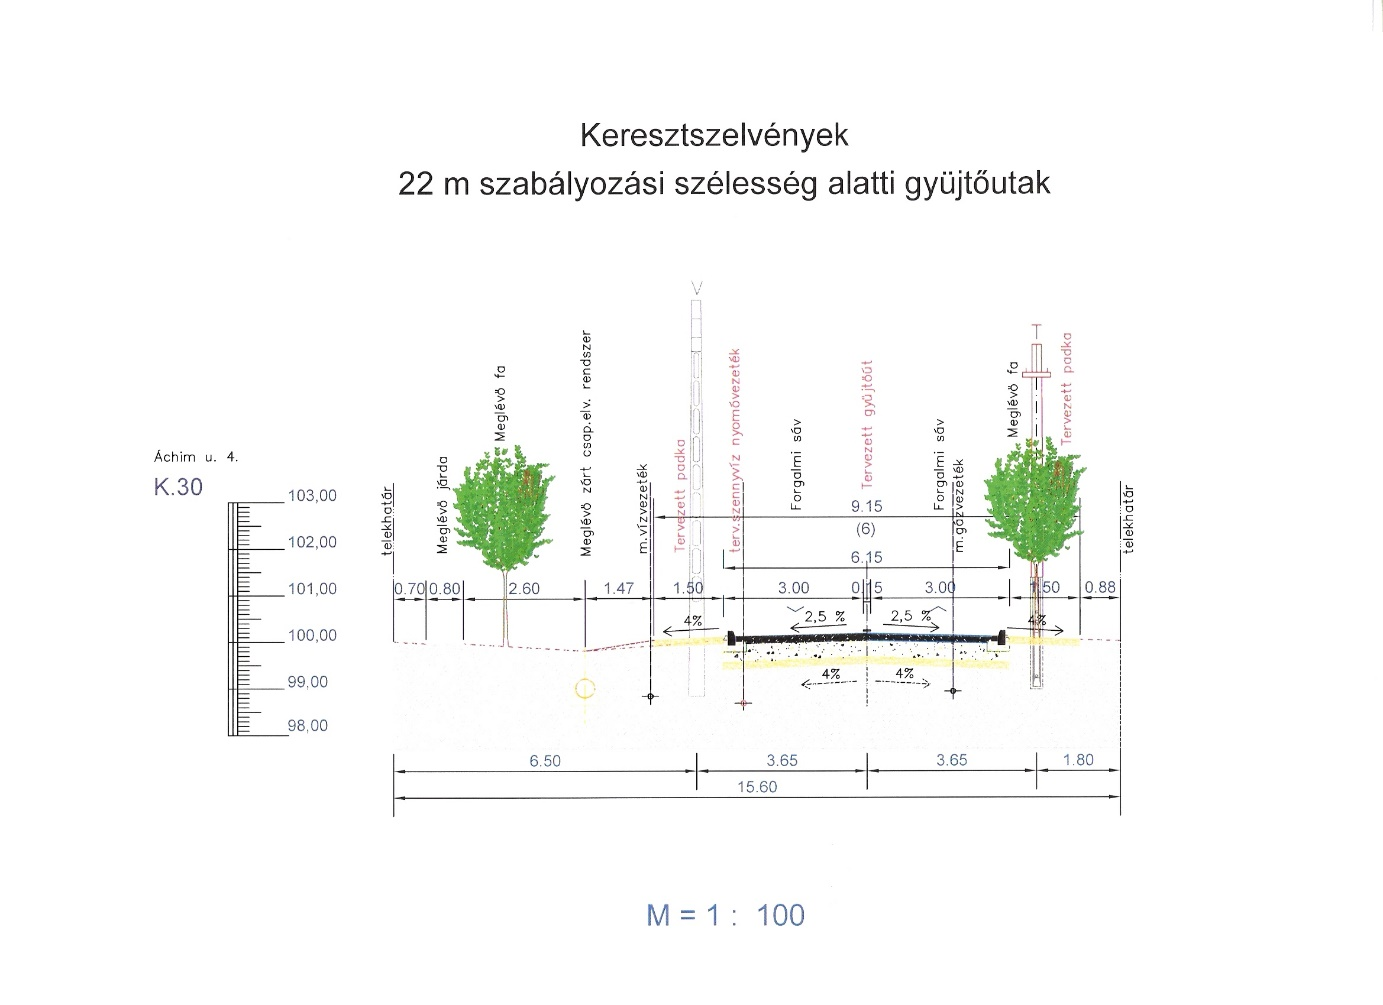 Keresztszelvények
22 m szabályozási szélesség alatti gyüjtőutak
Áchim u. 4.
K.30
103,00
102,00
101,00
100,00
99,00
98,00
telekhatár
Meglévő járda
Meglévő fa
Meglévő zárt csap.elv. rendszer
m.vízvezeték
Tervezett padka
terv.szennyvíz nyomóvezeték
Forgalmi sáv
Tervezett gyüjtőút
Forgalmi sáv
m.gázvezeték
Meglévő fa
Tervezett padka
telekhatár
9.15
(6)
6.15
0.70
0.80
2.60
1.47
1.50
3.00
0.15
3.00
1.50
0.88
4%
2,5 %
2,5 %
4%
4%
4%
6.50
3.65
3.65
1.80
15.60
M = 1 : 100